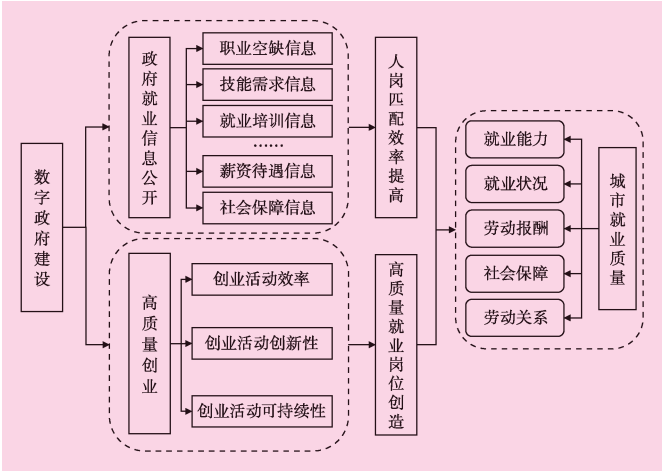 数字政府建设
政府就业信息公开
职业空缺信息
技能需求信息
就业培训信息
……
薪资待遇信息
社会保障信息
人岗匹配效率提高
高质量创业
创业活动效率
创业活动创新性
创业活动可持续性
高质量就业岗位创造
就业能力
就业状况
劳动报酬
社会保障
劳动关系
城市就业质量